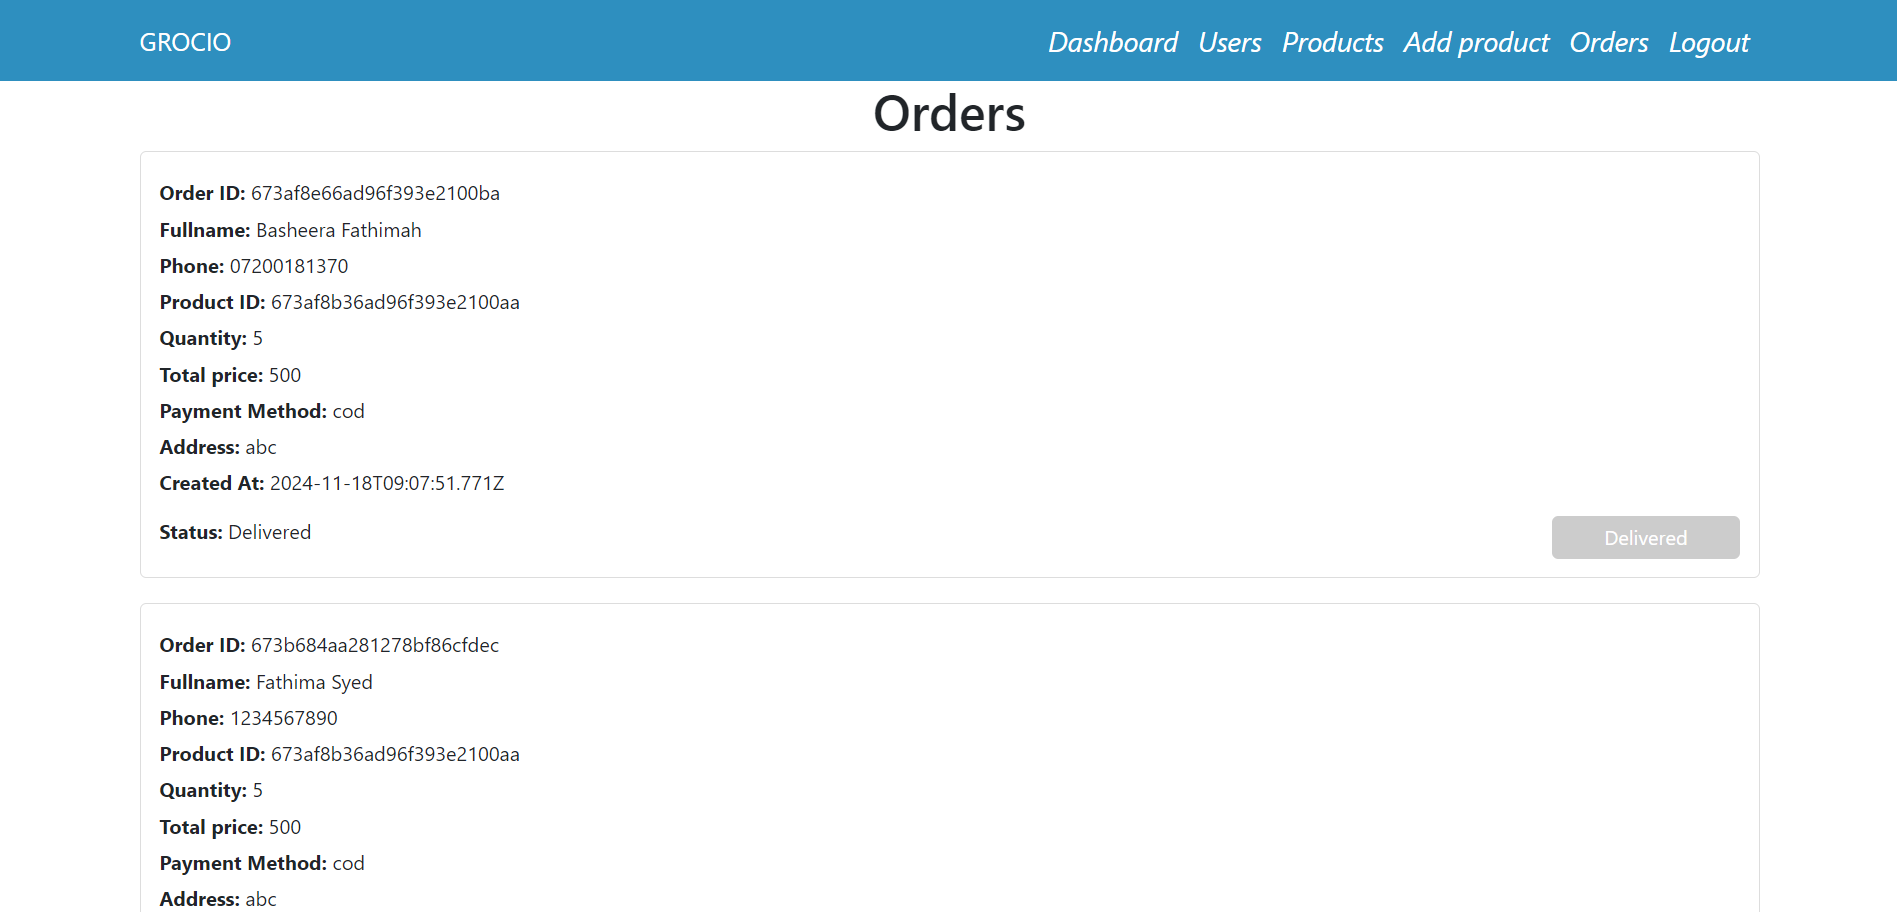 GROCIO Dashboard Users Products Add product Orders Logout
Orders
Order ID: 673af8e66ad96f393e2100ba
Fullname: Basheera Fathimah
Phone: 07200181370
Product ID: 673af8b36ad96f393e2100aa
Quantity: 5
Total price: 500
Payment Method: cod
Address: abc
Created At: 2024-11-18T09:07:51.771Z
Status: Delivered Delivered
Order ID: 673b684aa281278bf86cfdec
Fullname: Fathima Syed
Phone: 1234567890
Product ID: 673af8b36ad96f393e2100aa
Quantity: 5
Total price: 500
Payment Method: cod
Address: abc